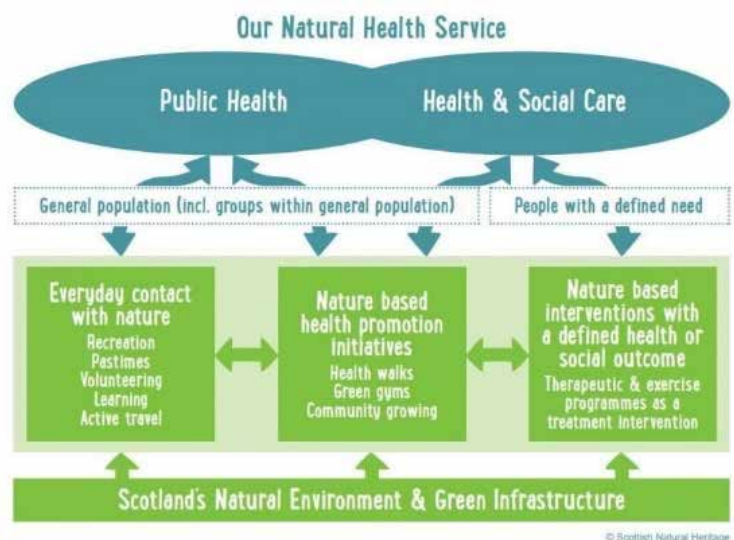 Our Natural Health Service
Public Health
Health & Social Care
General population (incl. groups within general population)
People with a defined need
Everyday contact
with nature
Recreation
Pastimes
Volunteering
Learning
Active travel
Nature based
health promotion
initiatives
Health walks
Green gyms
Community growing
Nature based
interventions with
a defined health or
social outcome
Therapeutic & exercise
programmes as a
treatment intervention
Scotland's Natural Environment & Green Infrastructure
© Scottish Natural Heritage